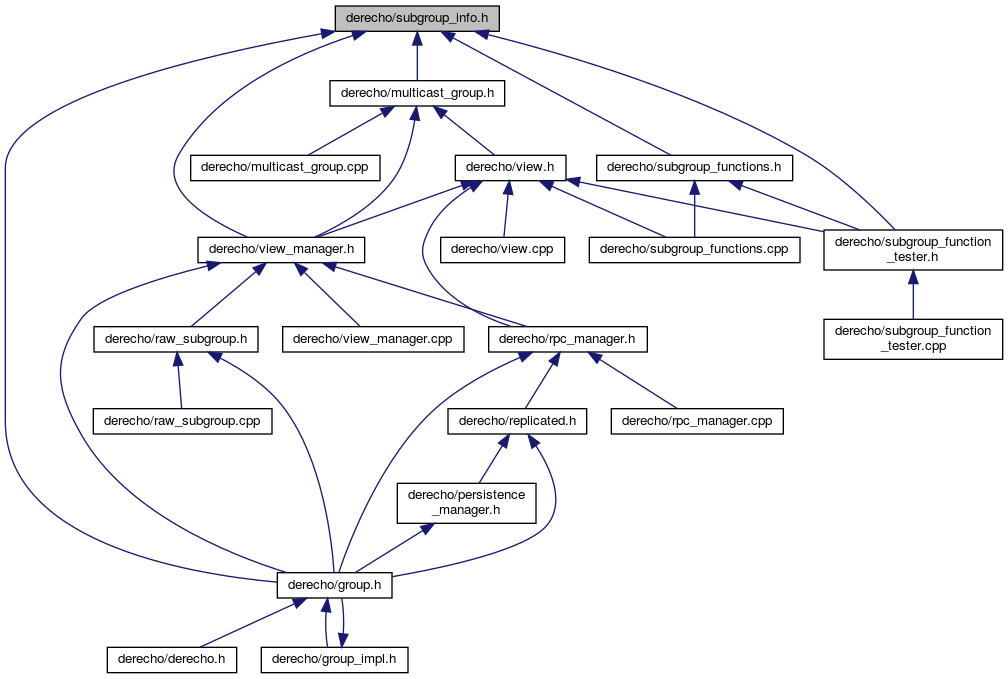 derecho/subgroup_info.h
derecho/multicast_group.h
derecho/multicast_group.cpp
derecho/view.h
derecho/subgroup_functions.h
derecho/view_manager.h
derecho/view.cpp
derecho/subgroup_functions.cpp
derecho/subgroup_function
_tester.h
derecho/raw_subgroup.h
derecho/view_manager.cpp
derecho/rpc_manager.h
derecho/subgroup_function
_tester.cpp
derecho/raw_subgroup.cpp
derecho/replicated.h
derecho/rpc_manager.cpp
derecho/persistence
_manager.h
derecho/group.h
derecho/derecho.h
derecho/group_impl.h